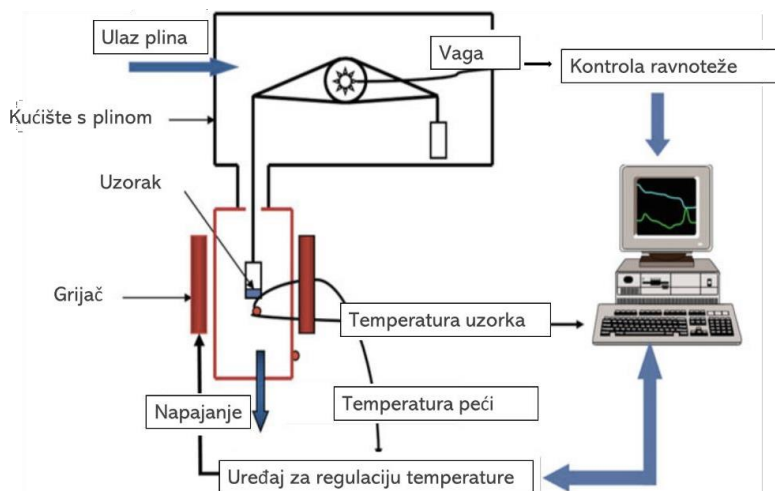 Ulaz plina
Vaga
Kontrola ravnoteže
Kućište s plinom
Uzorak
Grijač
Temperatura uzorka
Napajanje
Temperatura peći
Uređaj za regulaciju temperature